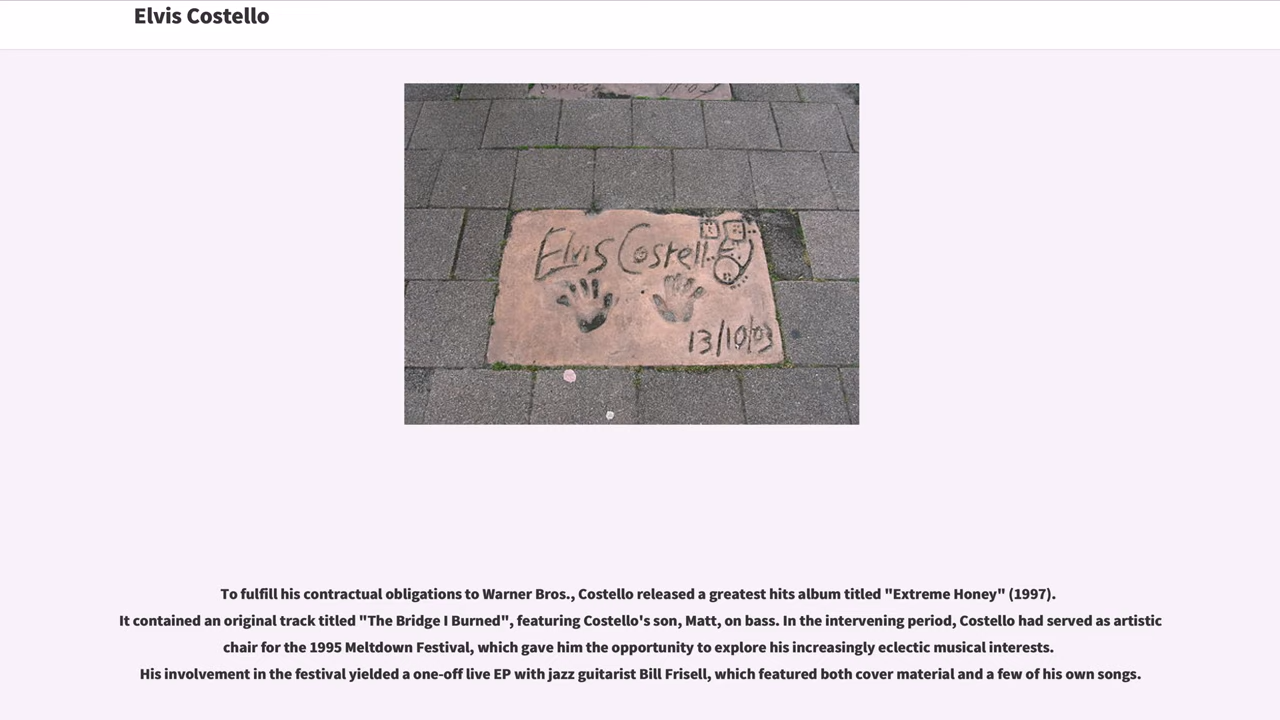 Elvis Costello
Elvis Costello
13/10/03
To fulfill his contractual obligations to Warner Bros., Costello released a greatest hits album titled "Extreme Honey" (1997).
It contained an original track titled "The Bridge I Burned", featuring Costello's son, Matt, on bass. In the intervening period, Costello had served as artistic
chair for the 1995 Meltdown Festival, which gave him the opportunity to explore his increasingly eclectic musical interests.
His involvement in the festival yielded a one-off live EP with jazz guitarist Bill Frisell, which featured both cover material and a few of his own songs.